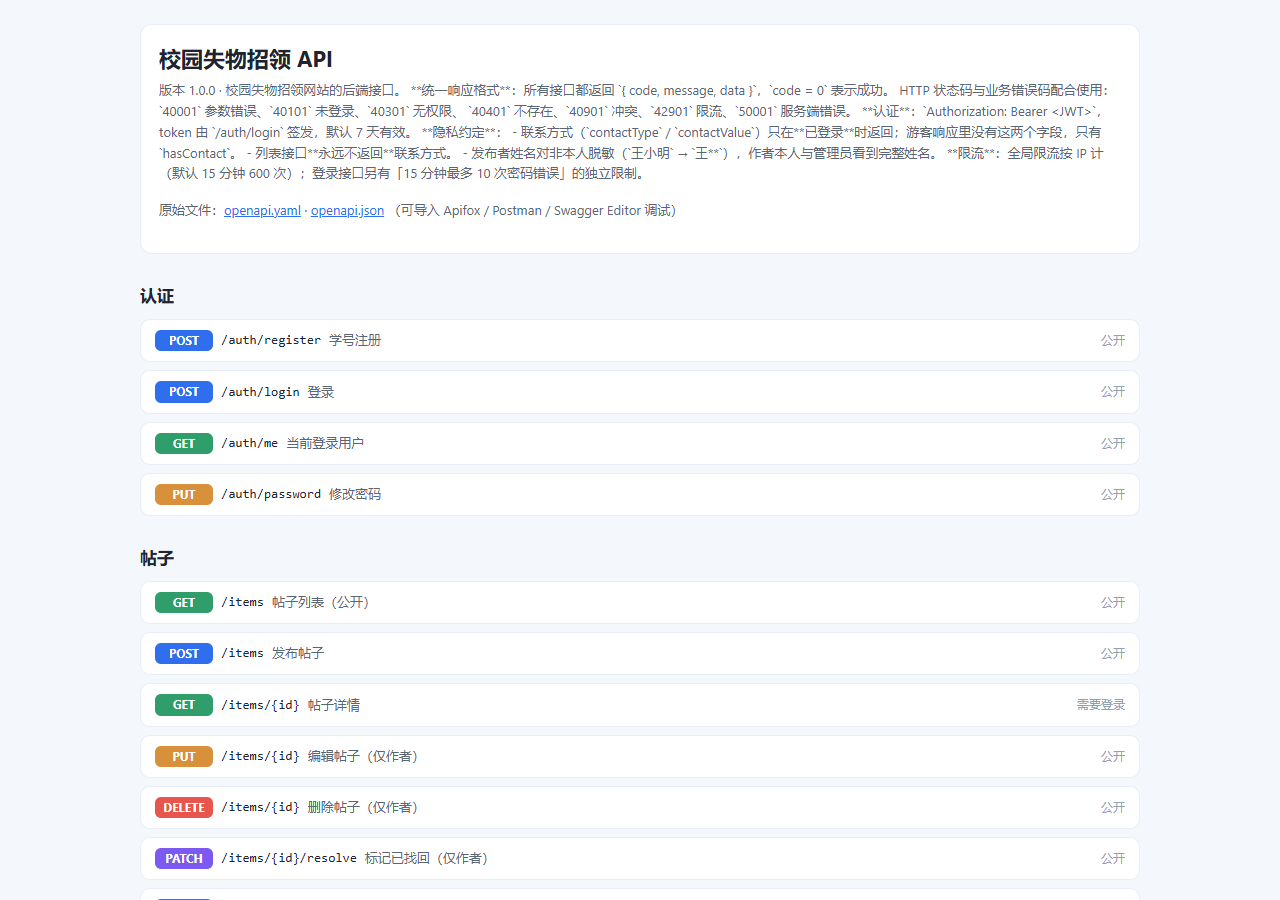 校园失物招领 API
版本 1.0.0 · 校园失物招领网站的后端接口。 **统一响应格式**：所有接口都返回 `{ code, message, data }`，`code = 0` 表示成功。 HTTP 状态码与业务错误码配合使用：
`40001` 参数错误、`40101` 未登录、`40301` 无权限、 `40401` 不存在、`40901` 冲突、`42901` 限流、`50001` 服务端错误。 **认证**：`Authorization: Bearer <JWT>`，
token 由 `/auth/login` 签发，默认 7 天有效。 **隐私约定**： - 联系方式（`contactType` / `contactValue`）只在**已登录**时返回；游客响应里没有这两个字段，只有
`hasContact`。 - 列表接口**永远不返回**联系方式。 - 发布者姓名对非本人脱敏（`王小明` → `王**`），作者本人与管理员看到完整姓名。 **限流**：全局限流按 IP 计
（默认 15 分钟 600 次）；登录接口另有「15 分钟最多 10 次密码错误」的独立限制。
原始文件：openapi.yaml · openapi.json （可导入 Apifox / Postman / Swagger Editor 调试）
认证
POST /auth/register 学号注册 公开
POST /auth/login 登录 公开
GET /auth/me 当前登录用户 公开
PUT /auth/password 修改密码 公开
帖子
GET /items 帖子列表（公开） 公开
POST /items 发布帖子 公开
GET /items/{id} 帖子详情 需要登录
PUT /items/{id} 编辑帖子（仅作者） 公开
DELETE /items/{id} 删除帖子（仅作者） 公开
PATCH /items/{id}/resolve 标记已找回（仅作者） 公开